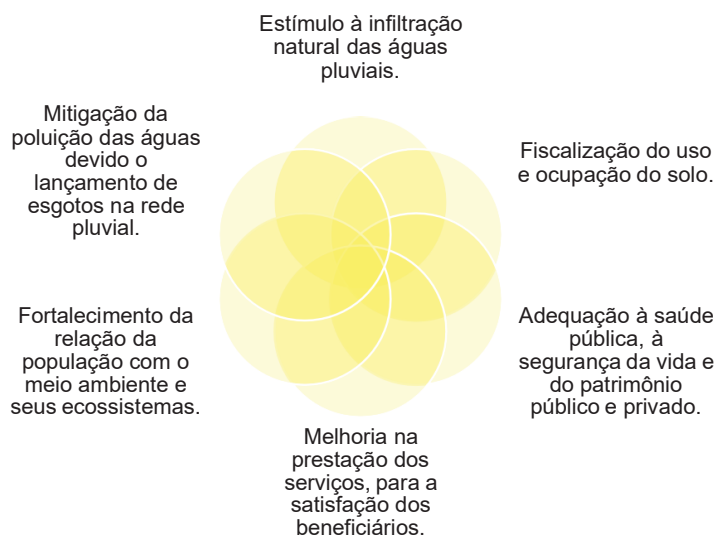 Estímulo à infiltração
natural das águas
pluviais.
Fiscalização do uso
e ocupação do solo.
Adequação à saúde
pública, à
segurança da vida e
do patrimônio
público e privado.
Melhoria na
prestação dos
serviços, para a
satisfação dos
beneficiários.
Fortalecimento da
relação da
população com o
meio ambiente e
seus ecossistemas.
Mitigação da
poluição das águas
devido o
lançamento de
esgotos na rede
pluvial.